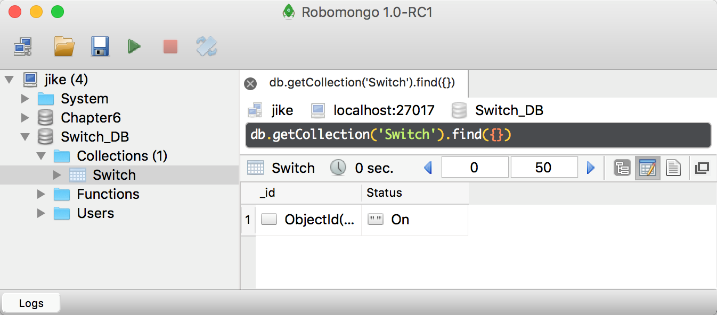 Robomongo 1.0-RC1
jike (4)
System
Chapter6
Switch_DB
Collections (1)
Switch
Functions
Users
db.getCollection('Switch').find({})
jike localhost:27017 Switch_DB
db.getCollection('Switch').find({})
Switch 0 sec. 0 50
_id Status
1 ObjectId(... "" On
Logs